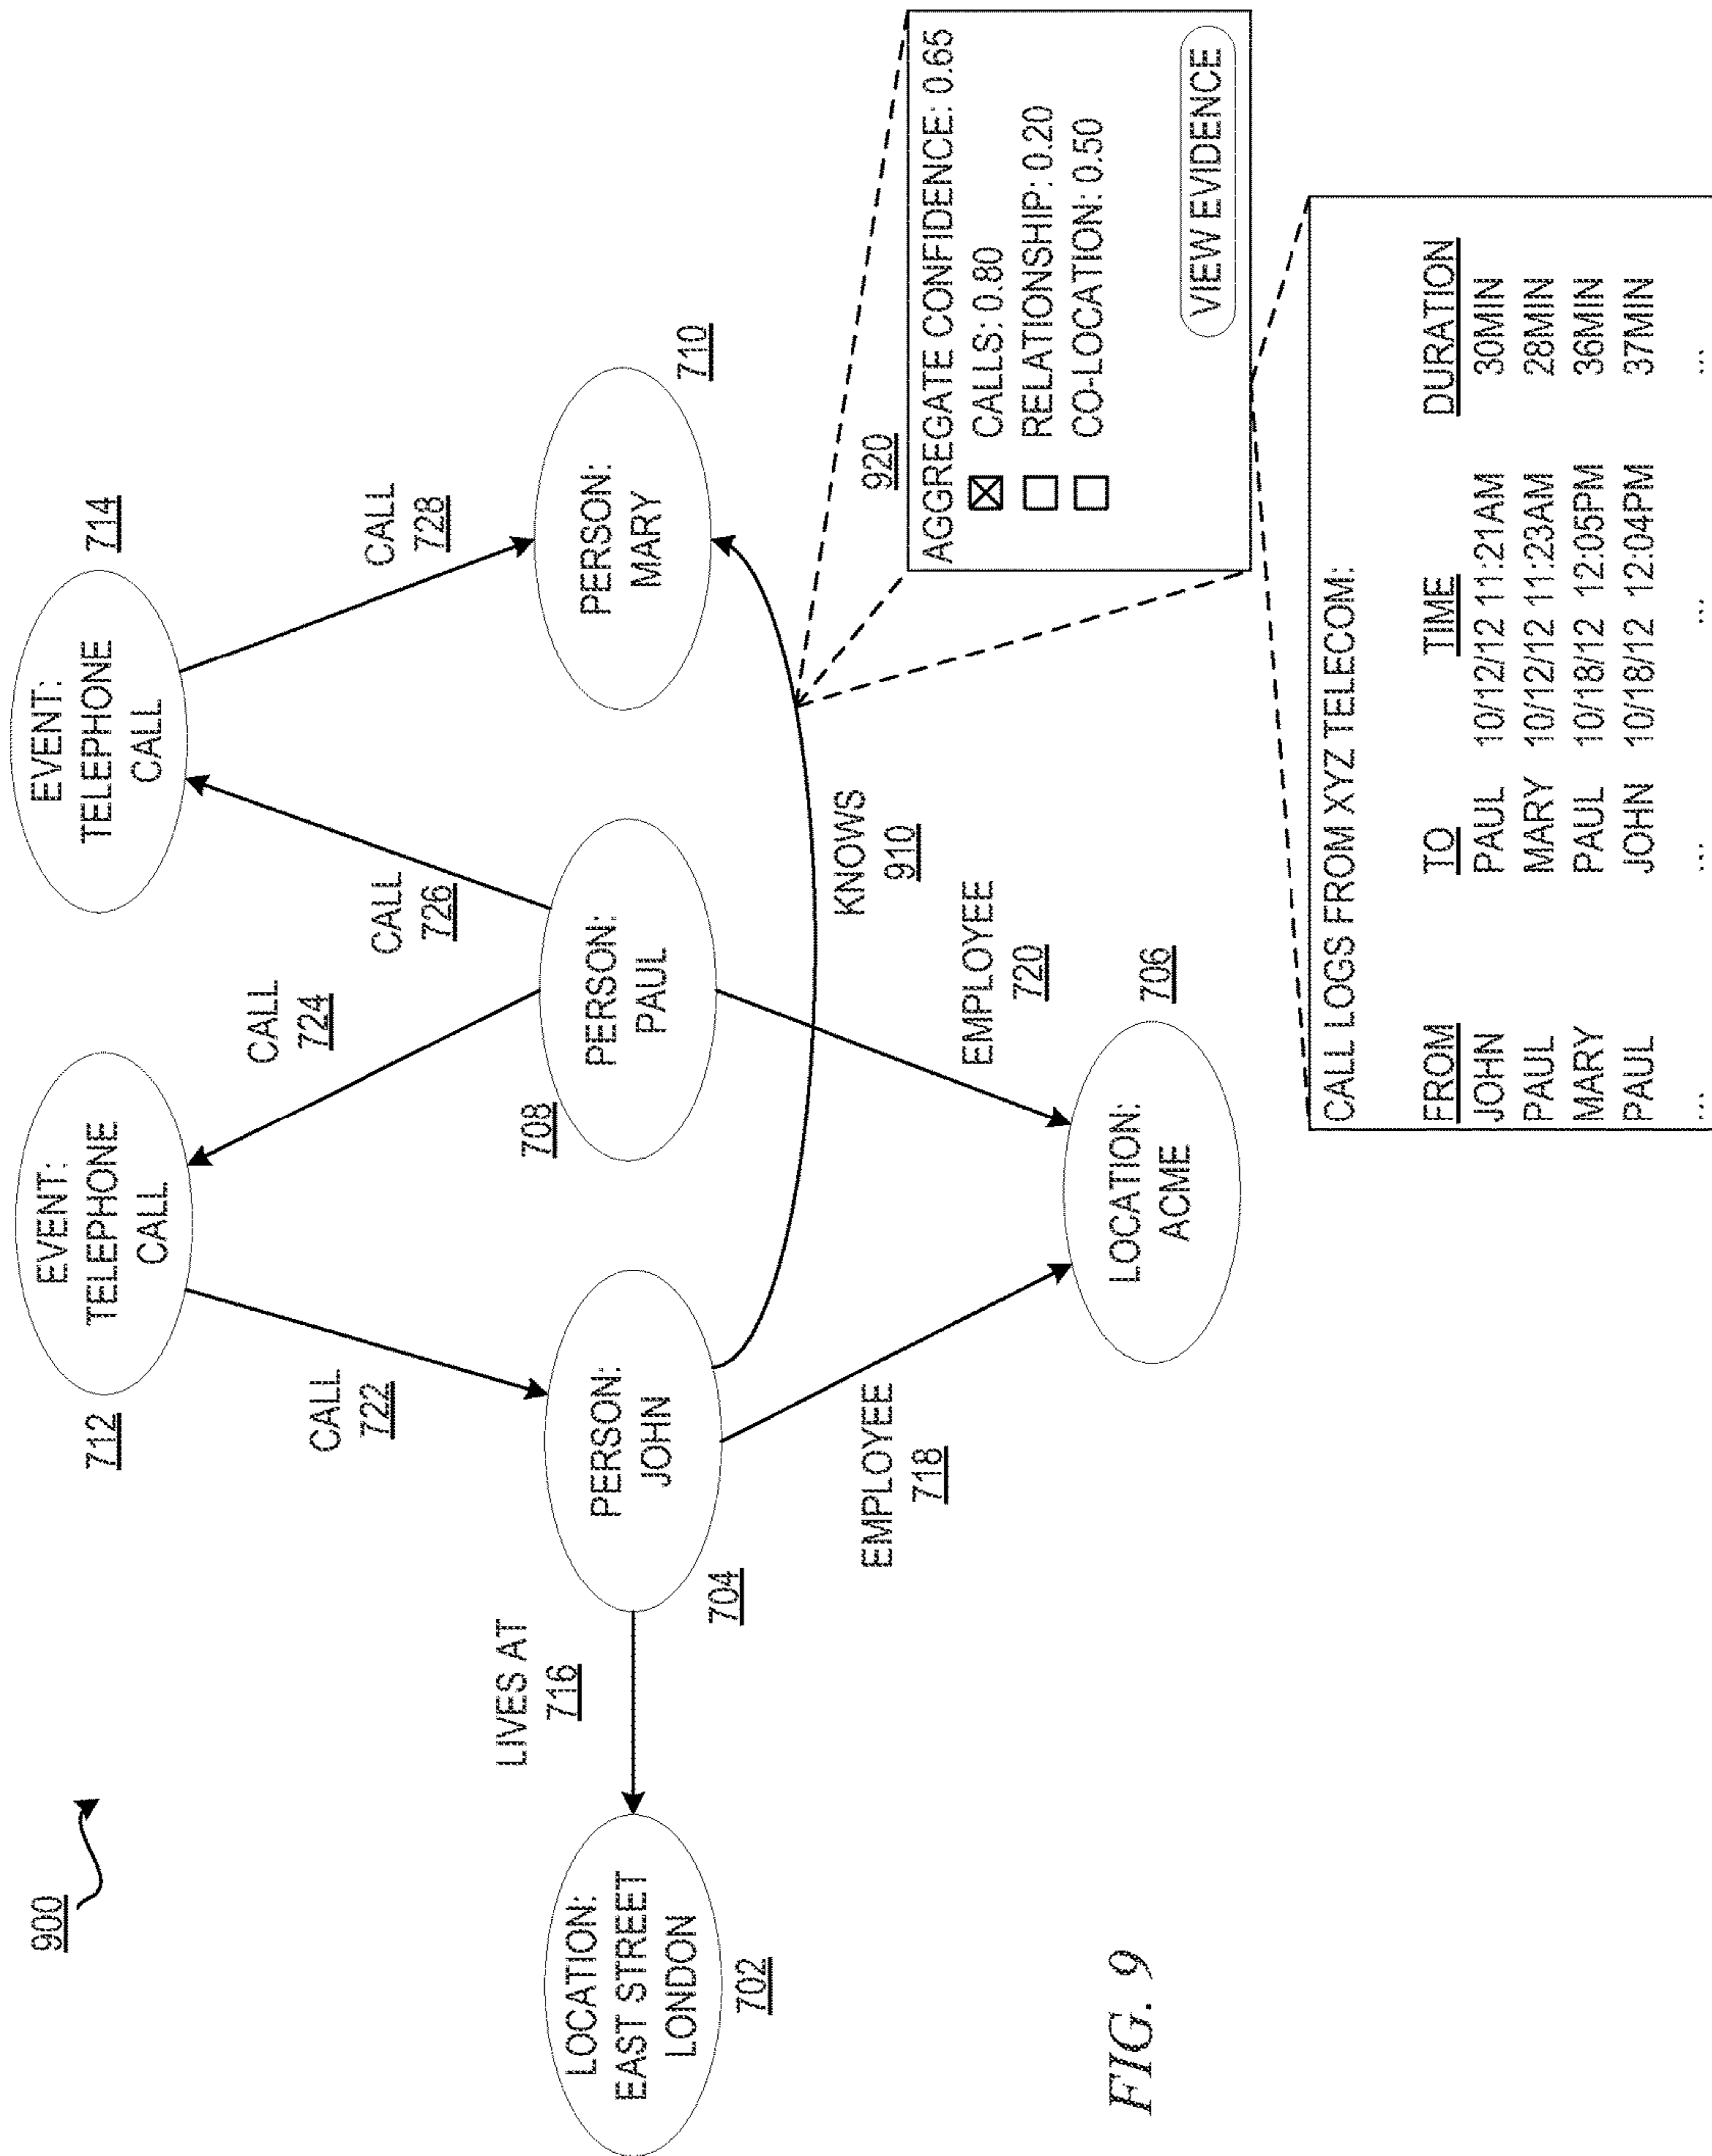 900
712
EVENT:
TELEPHONE
CALL
714
EVENT:
TELEPHONE
CALL
CALL
722
CALL
724
CALL
726
CALL
728
LIVES AT
716
LOCATION:
EAST STREET
LONDON
702
PERSON:
JOHN
704
PERSON:
PAUL
708
PERSON:
MARY
710
KNOWS
910
EMPLOYEE
718
EMPLOYEE
720
LOCATION:
ACME
706
920
AGGREGATE CONFIDENCE: 0.65
CALLS: 0.80
RELATIONSHIP: 0.20
CO-LOCATION: 0.50
VIEW EVIDENCE
CALL LOGS FROM XYZ TELECOM:
FROM TO TIME DURATION
JOHN PAUL 10/12/12 11:21AM 30MIN
PAUL MARY 10/12/12 11:23AM 28MIN
MARY PAUL 10/18/12 12:05PM 36MIN
PAUL JOHN 10/18/12 12:04PM 37MIN
... ... ... ...
FIG. 9